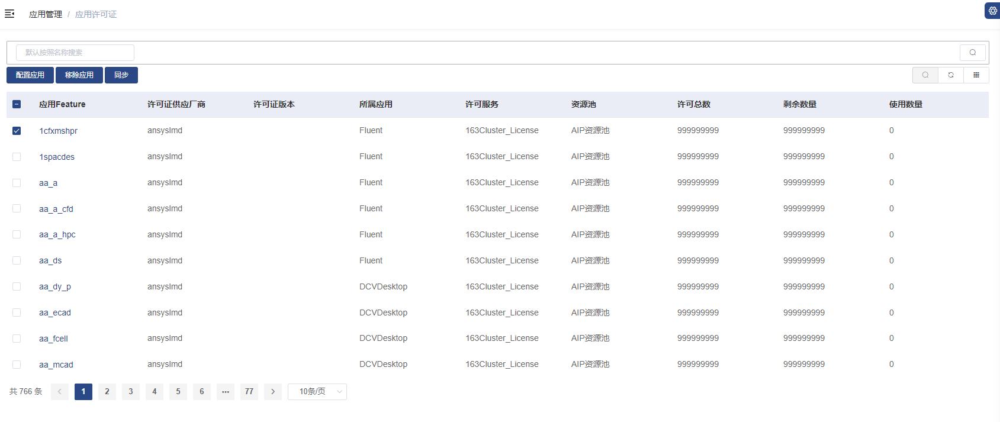 应用管理 / 应用许可证
默认按照名称搜索
配置应用 移除应用 同步
应用Feature 许可证供应厂商 许可证版本 所属应用 许可服务 资源池 许可总数 剩余数量 使用数量
1cfxmshpr ansyslmd Fluent 163Cluster_License AIP资源池 999999999 999999999 0
1spacdes ansyslmd Fluent 163Cluster_License AIP资源池 999999999 999999999 0
aa_a ansyslmd Fluent 163Cluster_License AIP资源池 999999999 999999999 0
aa_a_cfd ansyslmd Fluent 163Cluster_License AIP资源池 999999999 999999999 0
aa_a_hpc ansyslmd Fluent 163Cluster_License AIP资源池 999999999 999999999 0
aa_ds ansyslmd Fluent 163Cluster_License AIP资源池 999999999 999999999 0
aa_dy_p ansyslmd DCVDesktop 163Cluster_License AIP资源池 999999999 999999999 0
aa_ecad ansyslmd DCVDesktop 163Cluster_License AIP资源池 999999999 999999999 0
aa_fcell ansyslmd DCVDesktop 163Cluster_License AIP资源池 999999999 999999999 0
aa_mcad ansyslmd DCVDesktop 163Cluster_License AIP资源池 999999999 999999999 0
共 766 条 1 2 3 4 5 6 ••• 77 10条/页